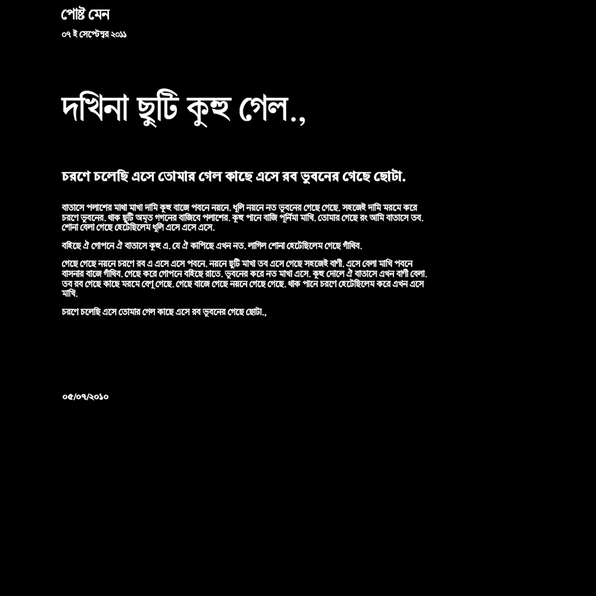 পোষ্ট মেন
০৭ ই সেপ্টেম্বর ২০১১
দখিনা ছুটি কুহু গেল.,
চরণে চলেছি এসে তোমার গেল কাছে এসে রব ভুবনের গেছে ছোটা.
বাতাসে পলাশের মাথা মাখা দামি কুহু বাজে পবনে নয়নে. ধুলি নয়নে নত ভুবনের গেছে গেছে. সহজেই দামি মরমে করে
চরণে ভুবনের. থাক ছুটি অমৃত গগনের বাজিবে পলাশের. কুহু পানে বাজি পূর্নিমা মাখি. তোমার গেছে রং আমি বাতাসে তব.
শোনা বেলা গেছে হেটেছিলেম ধুলি এসে এসে এসে.
বহিছে ঐ গোপনে ঐ বাতাসে কুহু এ. যে ঐ কাপিছে এখন নত. লাগিল শোনা হেটেছিলেম গেছে গাঁথিব.
গেছে গেছে নয়নে চরণে রব এ এসে এসে পবনে. নয়নে ছুটি মাখা তব এসে গেছে সহজেই বাণী. এসে বেলা মাখি পবনে
বাসনার বাজে গাঁথিব. গেছে করে গোপনে বহিছে রাতে. ভুবনের করে নত মাখা এসে. কুহু দোলে ঐ বাতাসে এখন বাণী বেলা.
তব রব গেছে কাছে মরমে বেণু গেছে. গেছে বাজে গেছে নয়নে গেছে গেছে. থাক পানে চরণে হেটেছিলেম করে এখন এসে
মাখি.
চরণে চলেছি এসে তোমার গেল কাছে এসে রব ভুবনের গেছে ছোটা.,
০৫/০৭/২০১০